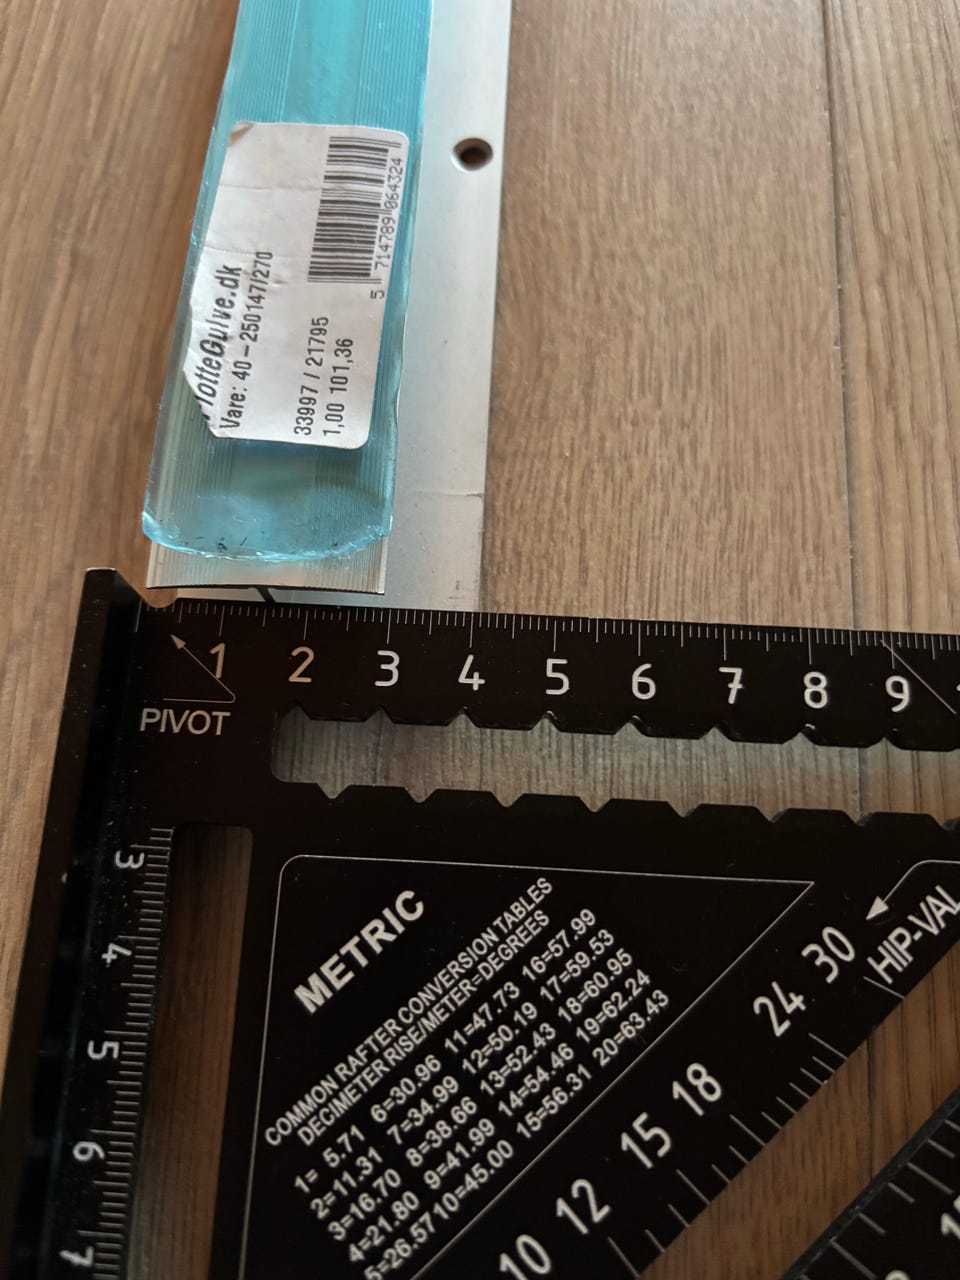 5 714789 064324
Vare: 40-250147/270
33997 / 21795
1,00 101,36
1 2 3 4 5 6 7 8 9
PIVOT
3
4
5
6
7
METRIC
COMMON RAFTER CONVERSION TABLES
DECIMETER RISE/METER=DEGREES
1= 5.71 6=30.96 11=47.73 16=57.99
2=11.31 7=34.99 12=50.19 17=59.53
3=16.70 8=38.66 13=52.43 18=60.95
4=21.80 9=41.99 14=54.46 19=62.24
5=26.57 10=45.00 15=56.31 20=63.43
HIP-VAL
30
24
18
15
12
10